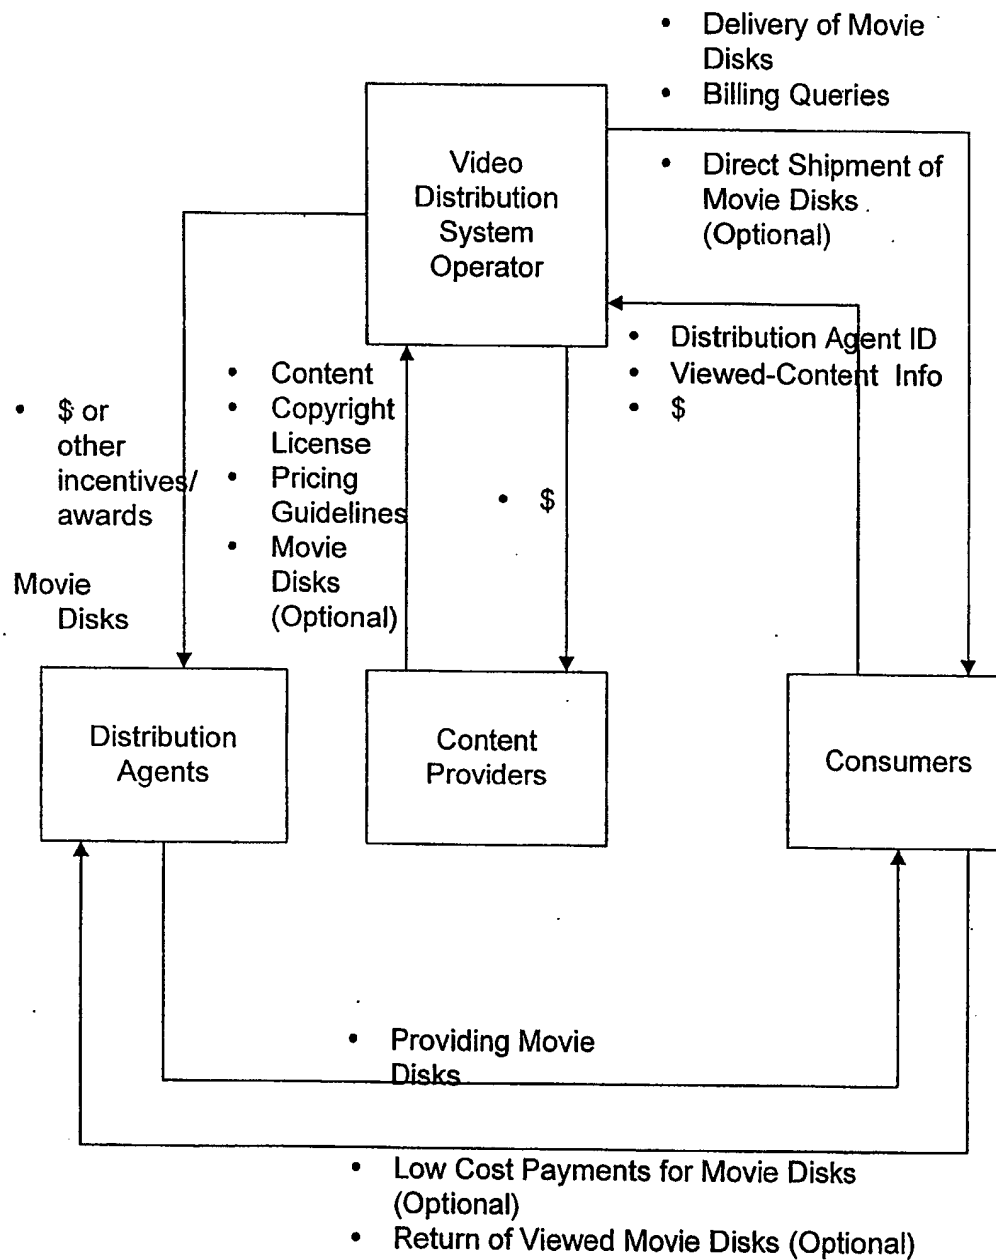 • Delivery of Movie
Disks
• Billing Queries
• Direct Shipment of
Movie Disks
(Optional)
Video
Distribution
System
Operator
• Distribution Agent ID
• Viewed-Content Info
• $
• Content
• Copyright
License
• Pricing
Guidelines
• Movie
Disks
(Optional)
• $
• $ or
other
incentives/
awards
Movie
Disks
Distribution
Agents
Content
Providers
Consumers
• Providing Movie
Disks
• Low Cost Payments for Movie Disks
(Optional)
• Return of Viewed Movie Disks (Optional)